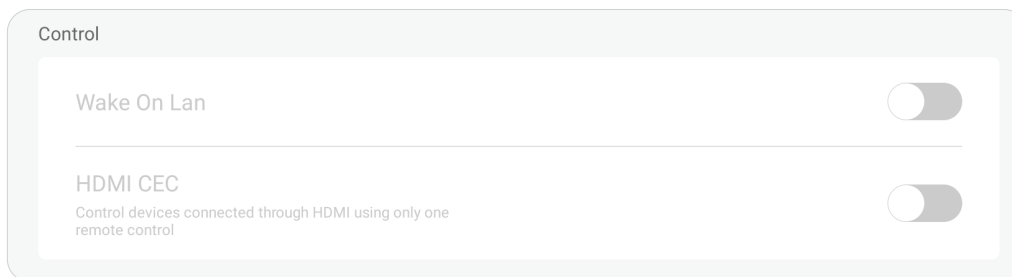 Control
Wake On Lan
HDMI CEC
Control devices connected through HDMI using only one
remote control